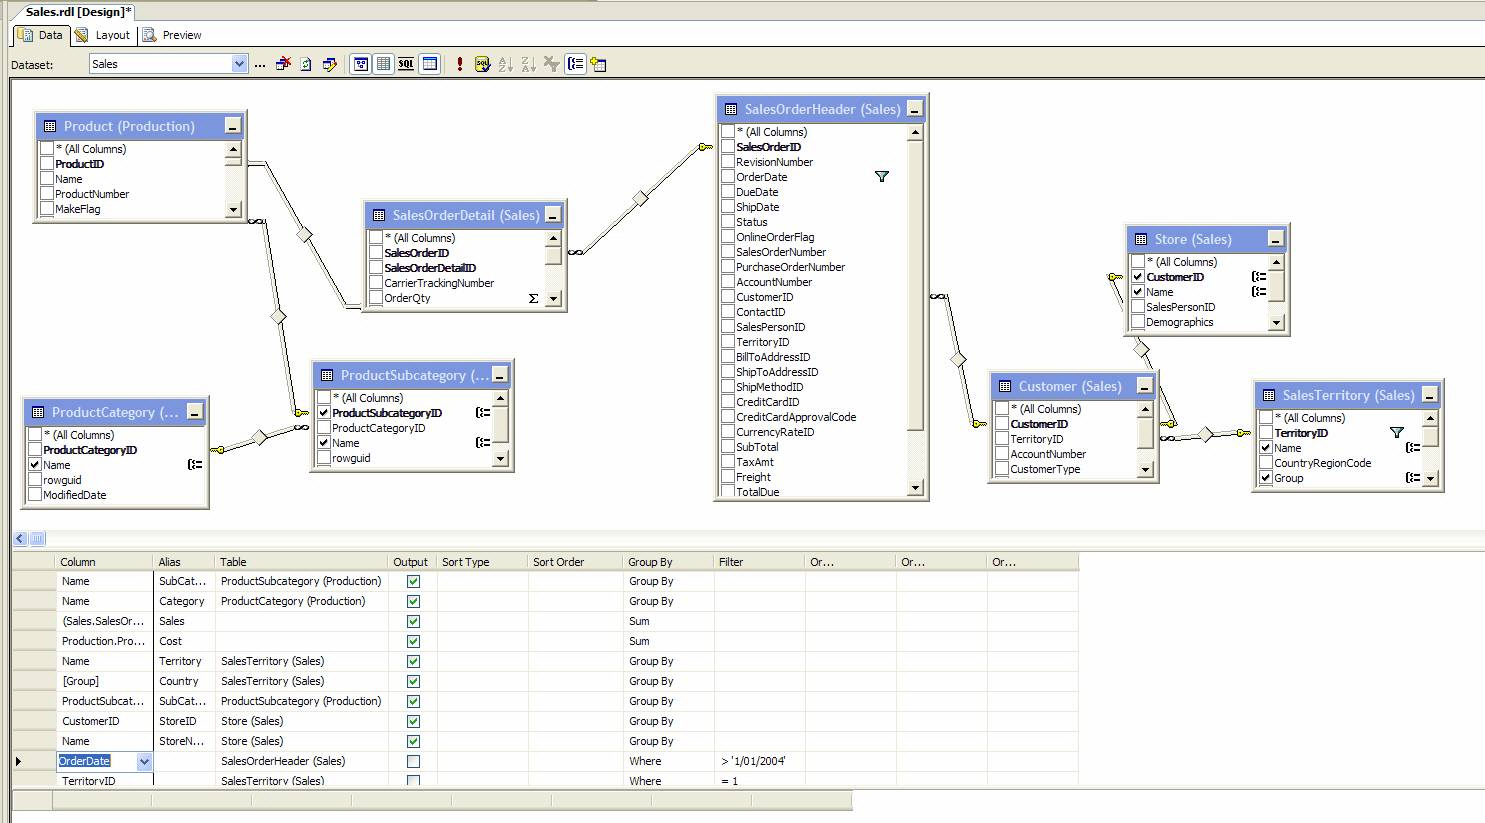 Sales.rdl [Design]*
Data Layout Preview
Dataset: Sales ... SQL
Product (Production)
* (All Columns)
ProductID
Name
ProductNumber
MakeFlag
SalesOrderDetail (Sales)
* (All Columns)
SalesOrderID
SalesOrderDetailID
CarrierTrackingNumber
OrderQty Σ
SalesOrderHeader (Sales)
* (All Columns)
SalesOrderID
RevisionNumber
OrderDate
DueDate
ShipDate
Status
OnlineOrderFlag
SalesOrderNumber
PurchaseOrderNumber
AccountNumber
CustomerID
ContactID
SalesPersonID
TerritoryID
BillToAddressID
ShipToAddressID
ShipMethodID
CreditCardID
CreditCardApprovalCode
CurrencyRateID
SubTotal
TaxAmt
Freight
TotalDue
Store (Sales)
* (All Columns)
CustomerID
Name
SalesPersonID
Demographics
ProductCategory (...
* (All Columns)
ProductCategoryID
Name
rowguid
ModifiedDate
ProductSubcategory (...
* (All Columns)
ProductSubcategoryID
ProductCategoryID
Name
rowguid
Customer (Sales)
* (All Columns)
CustomerID
TerritoryID
AccountNumber
CustomerType
SalesTerritory (Sales)
* (All Columns)
TerritoryID
Name
CountryRegionCode
Group
Column Alias Table Output Sort Type Sort Order Group By Filter Or... Or... Or...
Name SubCat... ProductSubcategory (Production) Group By
Name Category ProductCategory (Production) Group By
(Sales.SalesOr... Sales Sum
Production.Pro... Cost Sum
Name Territory SalesTerritory (Sales) Group By
[Group] Country SalesTerritory (Sales) Group By
ProductSubcat... SubCat... ProductSubcategory (Production) Group By
CustomerID StoreID Store (Sales) Group By
Name StoreN... Store (Sales) Group By
OrderDate SalesOrderHeader (Sales) Where > '1/01/2004'
TerritoryID SalesTerritory (Sales) Where = 1